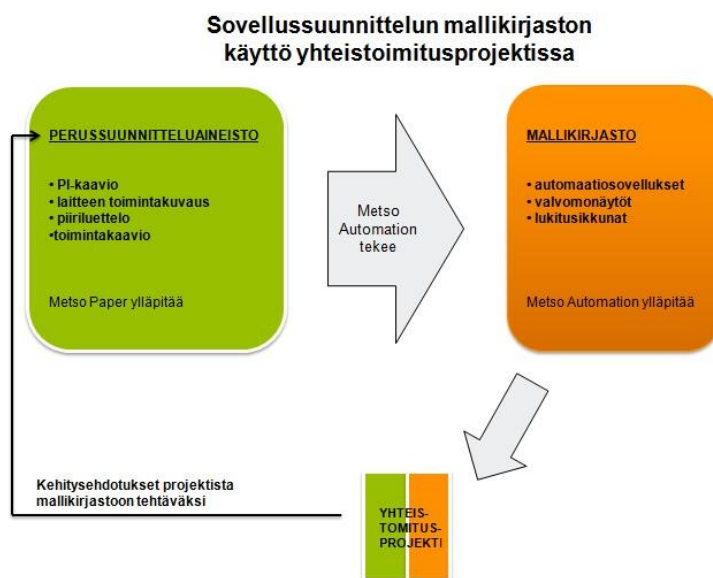 Sovellussuunnittelun mallikirjaston
käyttö yhteistoimitusprojektissa
PERUSSUUNNITTELUAINEISTO
• PI-kaavio
• laitteen toimintakuvaus
• piiriluettelo
•toimintakaavio
Metso Paper ylläpitää
Metso
Automation
tekee
MALLIKIRJASTO
• automaatiosovellukset
• valvomonäytöt
• lukitusikkunat
Metso Automation ylläpitää
Kehitysehdotukset projektista
mallikirjastoon tehtäväksi
YHTEIS-
TOMITUS-
PROJEKTI